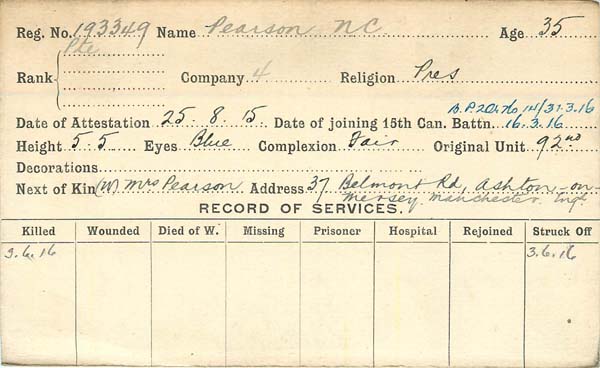 Reg. No. 193349 Name Pearson N C Age 35
Pte
Rank Company 4 Religion Pres
B.P. 20 No 14/31.3.16
Date of Attestation 25. 8. 15. Date of joining 15th Can. Battn. 16.3.16
Height 5.5 Eyes Blue Complexion Fair Original Unit 92nd
Decorations
Next of Kin (W) Mrs Pearson Address 37 Belmont Rd, Ashton-on-
Mersey Manchester. Engl
RECORD OF SERVICES.
Killed Wounded Died of W. Missing Prisoner Hospital Rejoined Struck Off
3.6.16 3.6.16